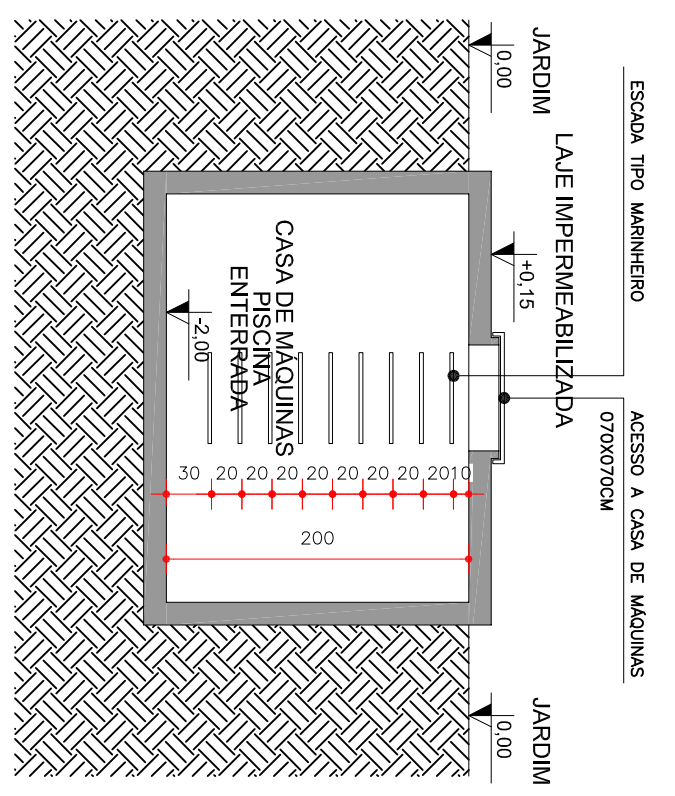 ESCADA TIPO MARINHEIRO
ACESSO A CASA DE MÁQUINAS
070X070CM
JARDIM
0,00
LAJE IMPERMEABILIZADA
+0,15
JARDIM
0,00
CASA DE MÁQUINAS
PISCINA
ENTERRADA
-2,00
30 20 20 20 20 20 20 20 20 10
200